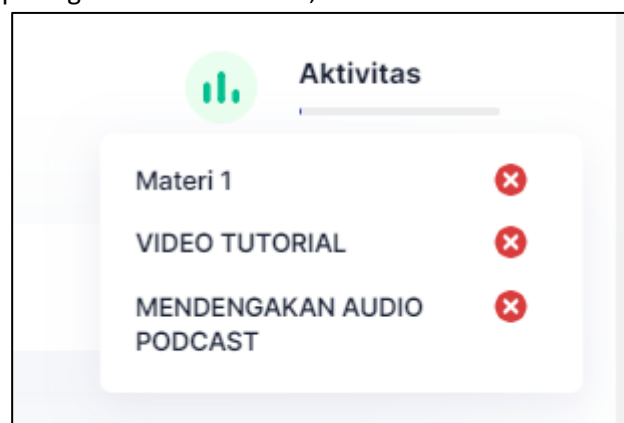 Aktivitas
Materi 1
VIDEO TUTORIAL
MENDENGAKAN AUDIO
PODCAST